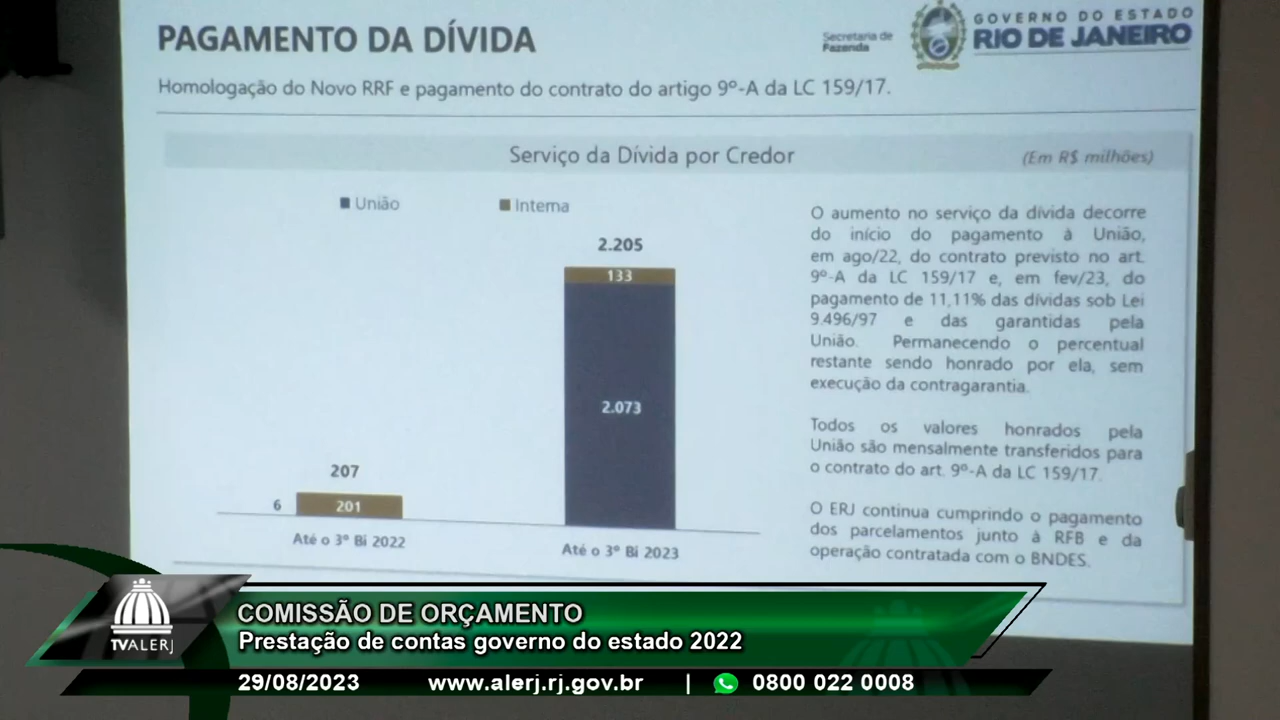 PAGAMENTO DA DÍVIDA
Secretaria de
Fazenda
GOVERNO DO ESTADO
RIO DE JANEIRO
Homologação do Novo RRF e pagamento do contrato do artigo 9º-A da LC 159/17.
Serviço da Dívida por Credor
(Em R$ milhões)
União
Interna
2.205
133
2.073
207
6
201
Até o 3º Bi 2022
Até o 3º Bi 2023
O aumento no serviço da dívida decorre
do início do pagamento à União,
em ago/22, do contrato previsto no art.
9º-A da LC 159/17 e, em fev/23, do
pagamento de 11,11% das dívidas sob Lei
9.496/97 e das garantidas pela
União. Permanecendo o percentual
restante sendo honrado por ela, sem
execução da contragarantia.
Todos os valores honrados pela
União são mensalmente transferidos para
o contrato do art. 9º-A da LC 159/17.
O ERJ continua cumprindo o pagamento
dos parcelamentos junto à RFB e da
operação contratada com o BNDES.
TVALERJ
COMISSÃO DE ORÇAMENTO
Prestação de contas governo do estado 2022
29/08/2023
www.alerj.rj.gov.br
|
0800 022 0008